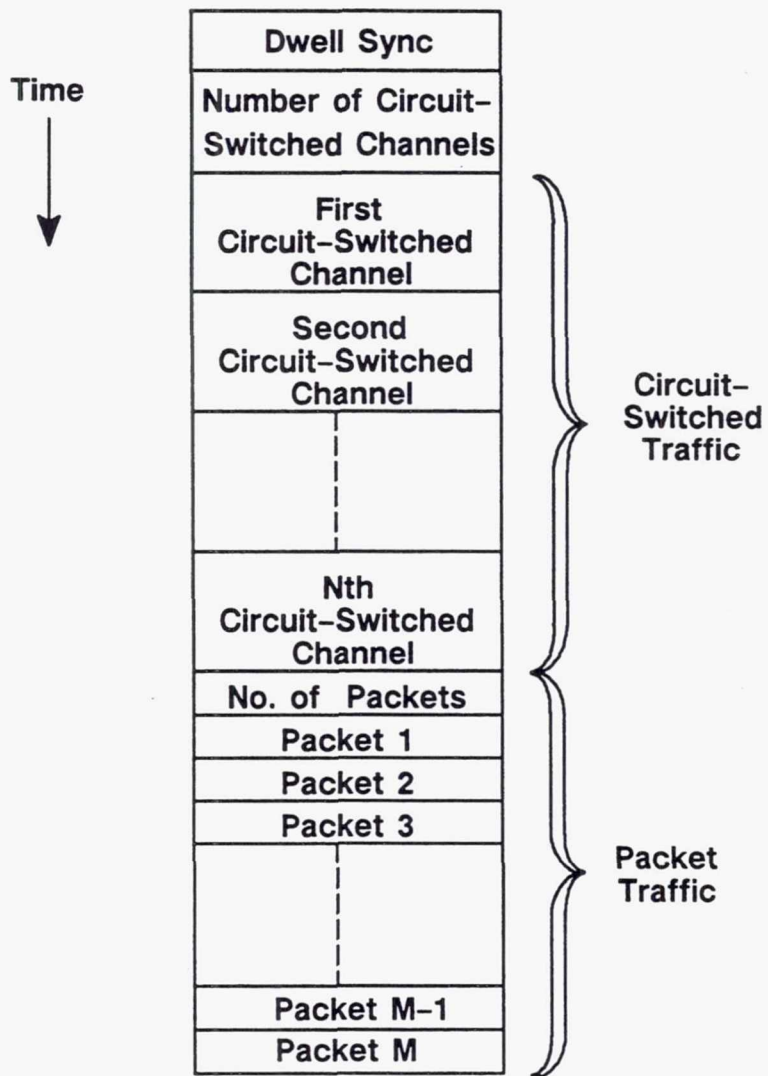 Dwell Sync
Time
Number of Circuit-
Switched Channels
First
Circuit-Switched
Channel
Second
Circuit-Switched
Channel
Circuit-
Switched
Traffic
Nth
Circuit-Switched
Channel
No. of Packets
Packet 1
Packet 2
Packet 3
Packet
Traffic
Packet M-1
Packet M